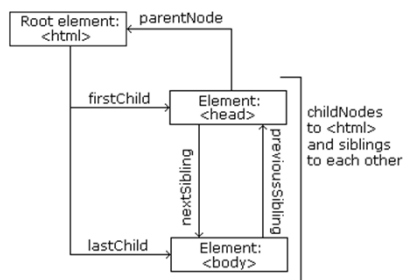 Root element:
<html>
parentNode
firstChild
Element:
<head>
childNodes
to <html>
and siblings
to each other
nextSibling
previousSibling
lastChild
Element:
<body>